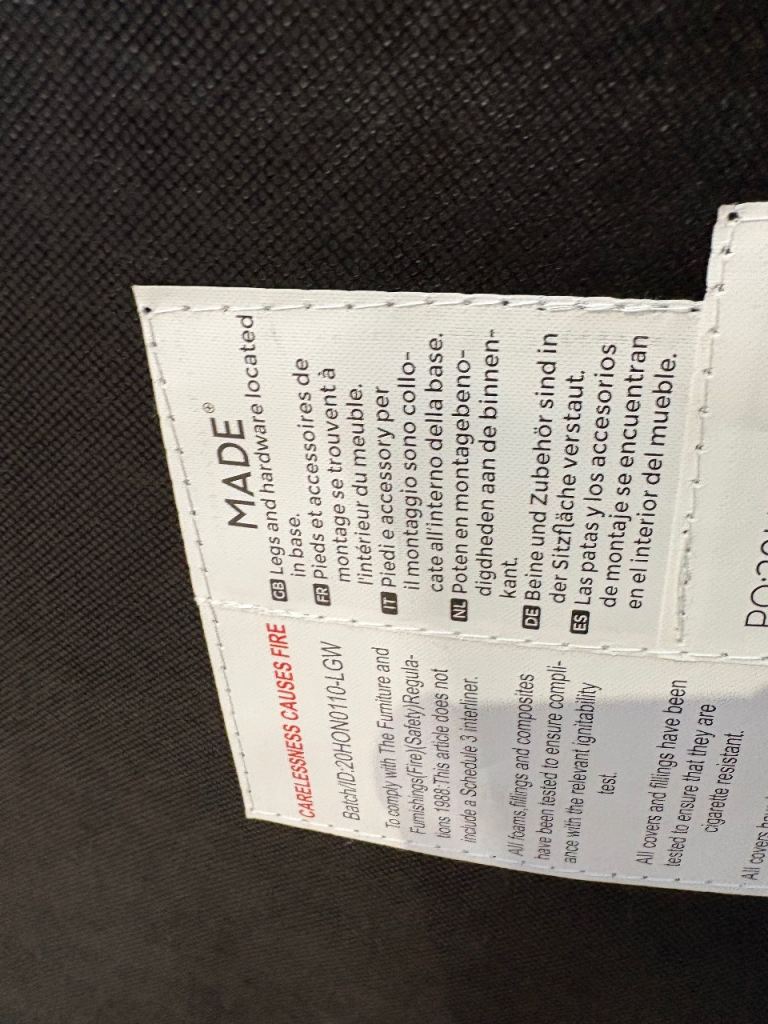 MADE®
GB Legs and hardware located
in base.
FR Pieds et accessoires de
montage se trouvent à
l'intérieur du meuble.
IT Piedi e accessory per
il montaggio sono collo-
cate all'interno della base.
NL Poten en montagebeno-
digdheden aan de binnen-
kant.
DE Beine und Zubehör sind in
der Sitzfläche verstaut.
ES Las patas y los accesorios
de montaje se encuentran
en el interior del mueble.
CARELESSNESS CAUSES FIRE
Batch/ID:20HON0110-LGW
To comply with The Furniture and
Furnishings(Fire)(Safety)Regula-
tions 1988:This article does not
include a Schedule 3 interliner.
All foams,fillings and composites
have been tested to ensure compli-
ance with the relevant ignitability
test.
All covers and fillings have been
tested to ensure that they are
cigarette resistant.
All covers